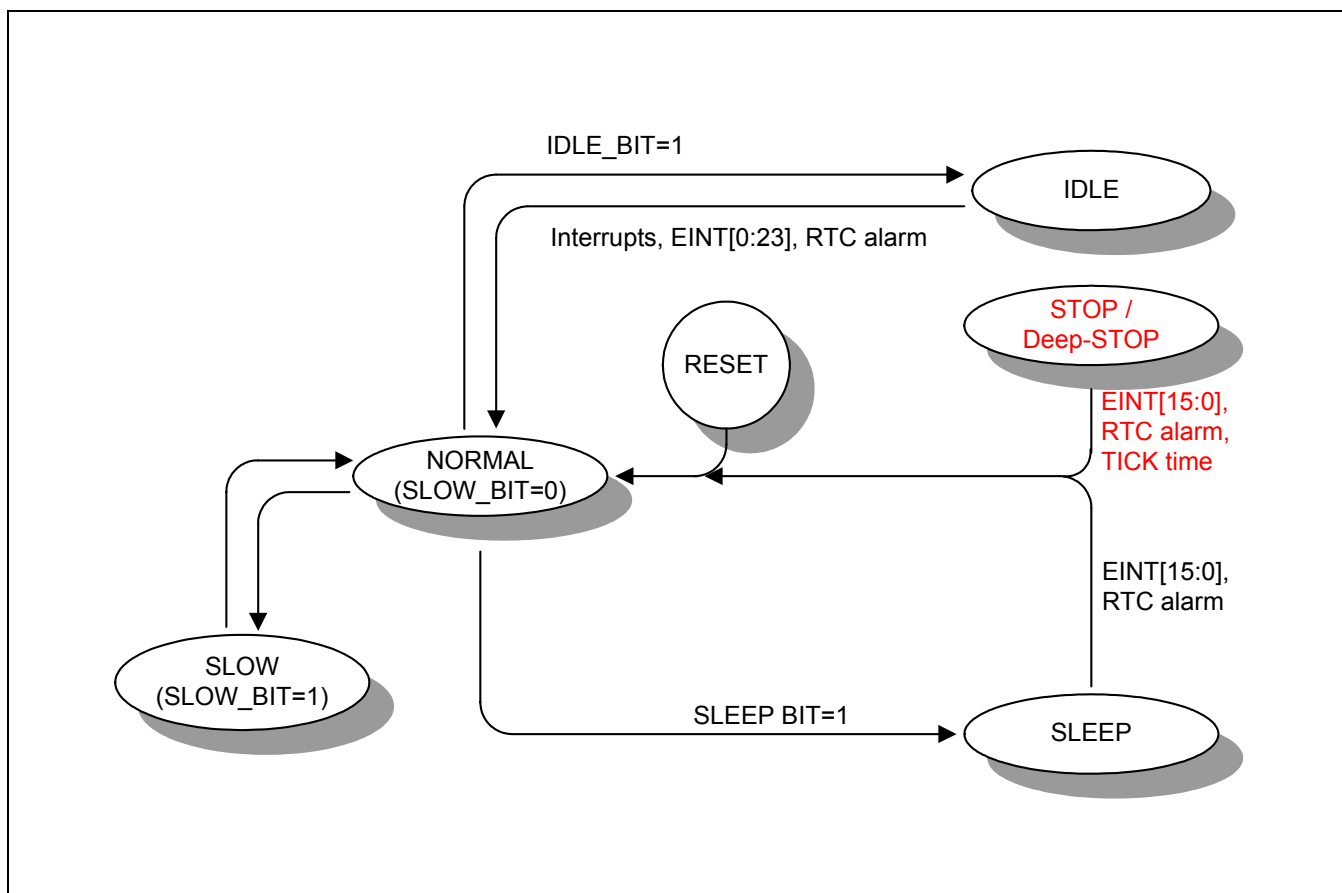 IDLE_BIT=1
IDLE
Interrupts, EINT[0:23], RTC alarm
STOP /
Deep-STOP
RESET
EINT[15:0],
RTC alarm,
TICK time
NORMAL
(SLOW_BIT=0)
EINT[15:0],
RTC alarm
SLOW
(SLOW_BIT=1)
SLEEP BIT=1
SLEEP